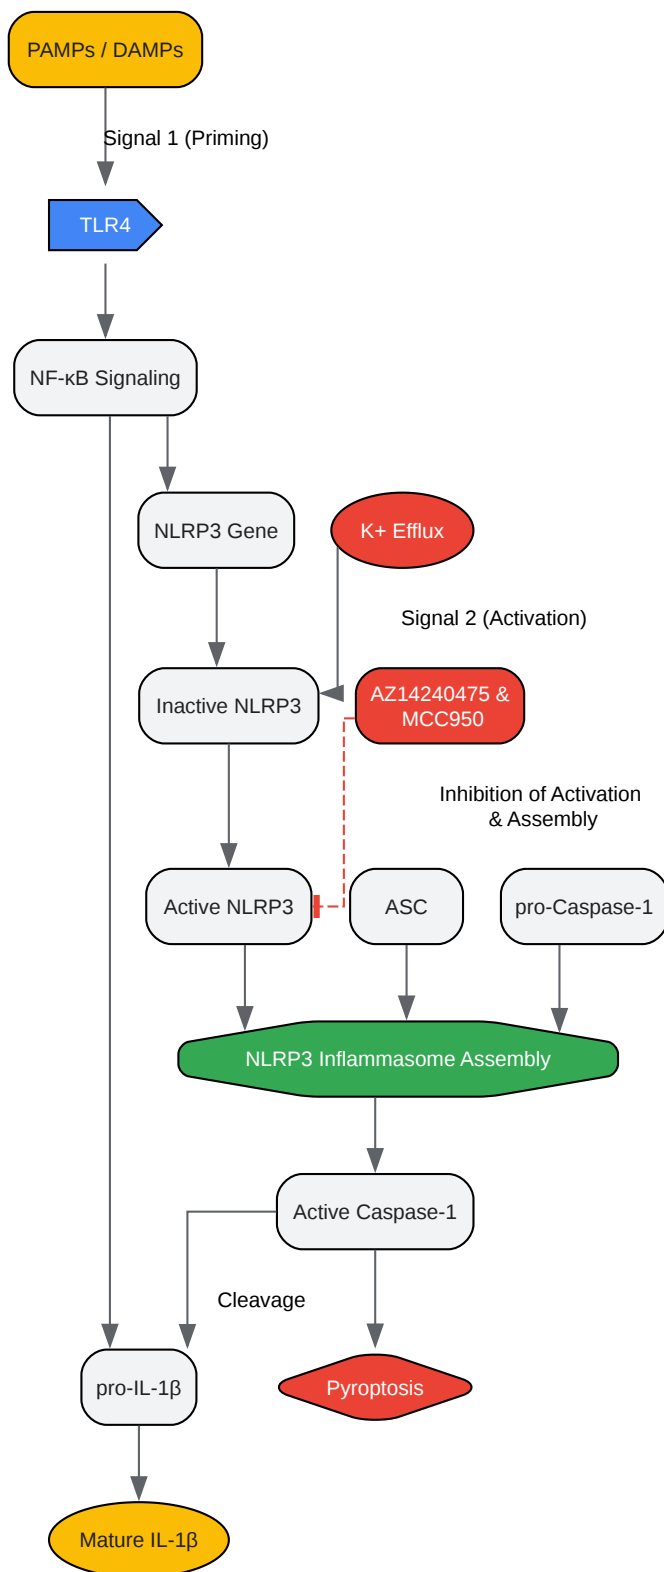 PAMPs / DAMPs
Signal 1 (Priming)
TLR4
NF-κB Signaling
NLRP3 Gene
K+ Efflux
Signal 2 (Activation)
Inactive NLRP3
AZ14240475 &
MCC950
Inhibition of Activation
& Assembly
Active NLRP3
ASC
pro-Caspase-1
NLRP3 Inflammasome Assembly
Active Caspase-1
Cleavage
pro-IL-1β
Pyroptosis
Mature IL-1β